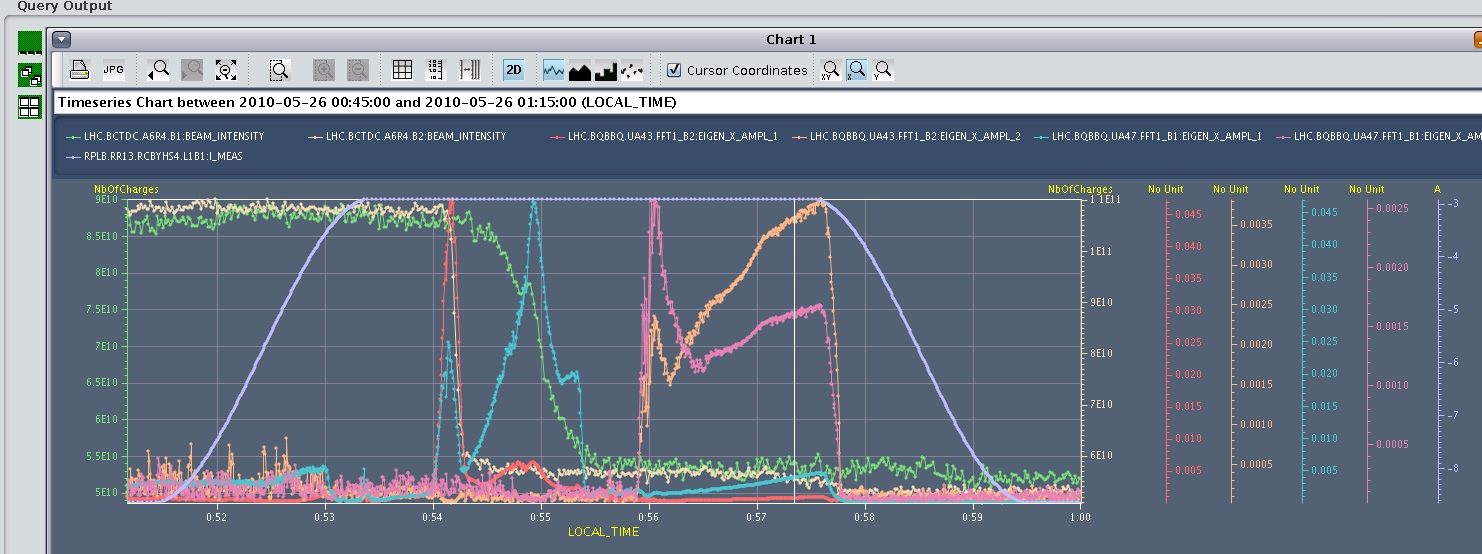 Query Output
Chart 1
JPG 2D Cursor Coordinates XY X Y
Timeseries Chart between 2010-05-26 00:45:00 and 2010-05-26 01:15:00 (LOCAL_TIME)
LHC.BCTDC.A6R4.B1:BEAM_INTENSITY LHC.BCTDC.A6R4.B2:BEAM_INTENSITY LHC.BQBBQ.UA43.FFT1_B2:EIGEN_X_AMPL_1 LHC.BQBBQ.UA43.FFT1_B2:EIGEN_X_AMPL_2 LHC.BQBBQ.UA47.FFT1_B1:EIGEN_X_AMPL_1 LHC.BQBBQ.UA47.FFT1_B1:EIGEN_X_AM
RPLB.RR13.RCBYHS4.L1B1:I_MEAS
NbOfCharges NbOfCharges No Unit No Unit No Unit No Unit A
9E10
8.5E10
8E10
7.5E10
7E10
6.5E10
6E10
5.5E10
5E10
1.1E11
1E11
9E10
8E10
7E10
6E10
0.045
0.040
0.035
0.030
0.025
0.020
0.015
0.010
0.005
0.0035
0.0030
0.0025
0.0020
0.0015
0.0010
0.0005
0.045
0.040
0.035
0.030
0.025
0.020
0.015
0.010
0.005
0.0025
0.0020
0.0015
0.0010
0.0005
-3
-4
-5
-6
-7
-8
0:52 0:53 0:54 0:55 0:56 0:57 0:58 0:59 1:00
LOCAL_TIME